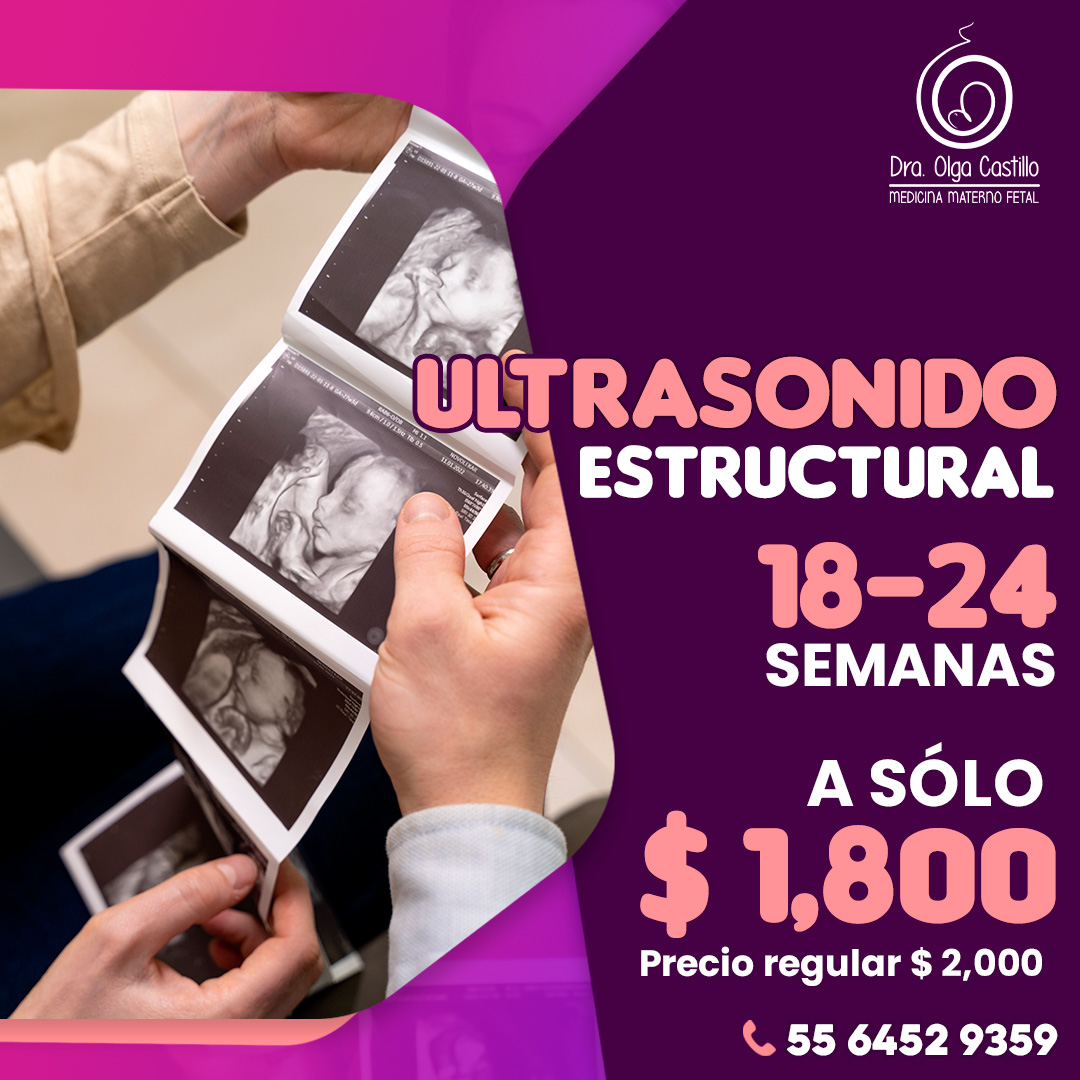 Dra. Olga Castillo
MEDICINA MATERNO FETAL
ULTRASONIDO
ESTRUCTURAL
18-24
SEMANAS
A SÓLO
$ 1,800
Precio regular $ 2,000
55 6452 9359